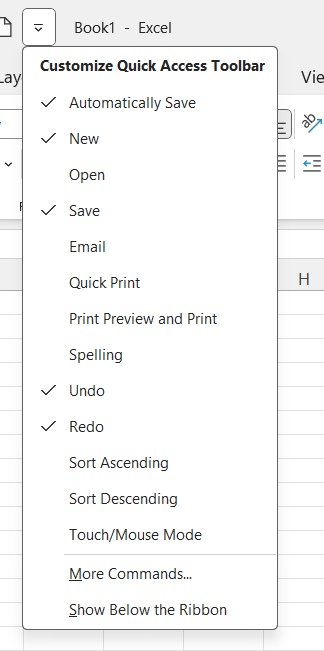 Book1 - Excel
Customize Quick Access Toolbar
Automatically Save
New
Open
Save
Email
Quick Print
Print Preview and Print
Spelling
Undo
Redo
Sort Ascending
Sort Descending
Touch/Mouse Mode
More Commands...
Show Below the Ribbon
Lay
Vie
ab
H